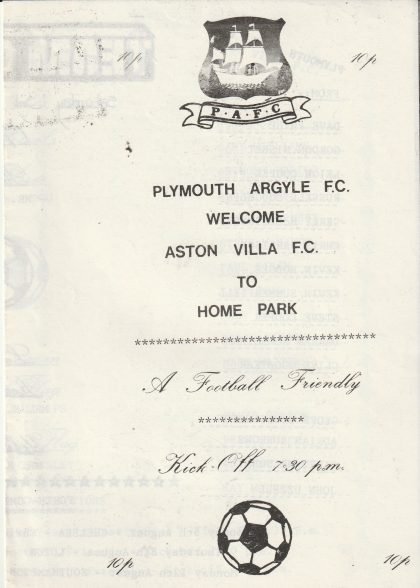 10p 10p
P·A·F·C
PLYMOUTH ARGYLE F.C.
WELCOME
ASTON VILLA F.C.
TO
HOME PARK
********************************
A Football Friendly
****************
Kick-Off 7-30 p.m.
10p 10p